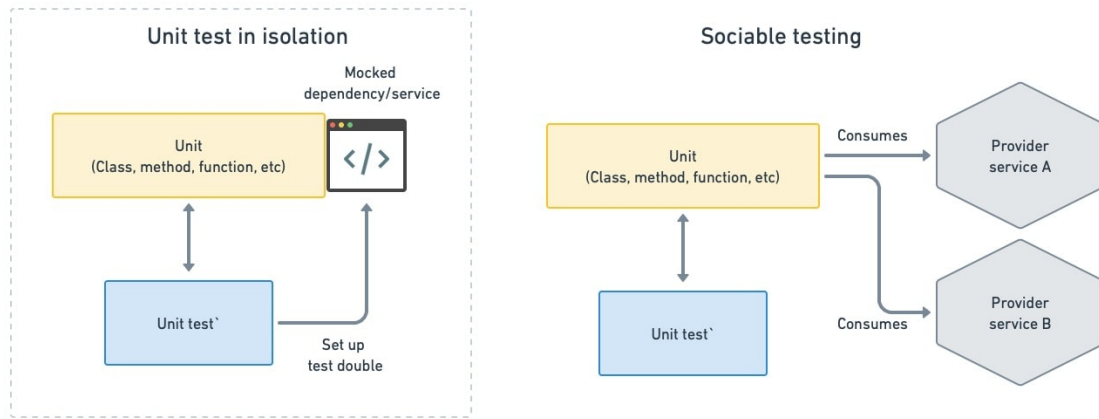 Unit test in isolation
Mocked
dependency/service
Unit
(Class, method, function, etc)
</>
Unit test`
Set up
test double
Sociable testing
Unit
(Class, method, function, etc)
Consumes
Provider
service A
Unit test`
Consumes
Provider
service B